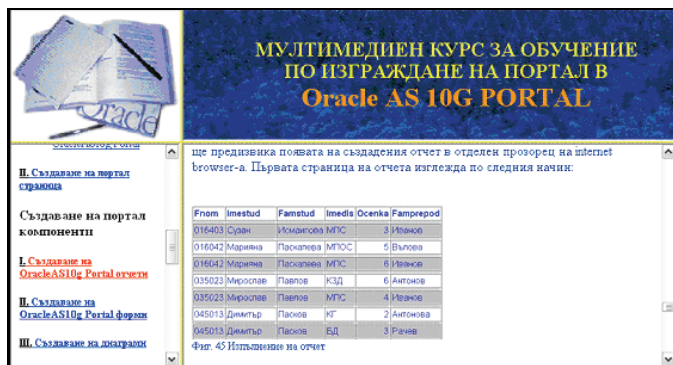 Oracle
МУЛТИМЕДИЕН КУРС ЗА ОБУЧЕНИЕ
ПО ИЗГРАЖДАНЕ НА ПОРТАЛ В
Oracle AS 10G PORTAL
OracleAS10g Portal
II. Създаване на портал
страница
Създаване на портал
компоненти
I. Създаване на
OracleAS10g Portal отчети
II. Създаване на
OracleAS10g Portal форми
III. Създаване на диаграми
ще предизвика появата на създадения отчет в отделен прозорец на internet
browser-а. Първата страница на отчета изглежда по следния начин:
Fnom Imestud Famstud Imedis Ocenka Famprepod
016403 Сузан Исмаилова МПС 3 Иванов
016042 Марияна Паскалева МПОС 5 Вълова
016042 Марияна Паскалева МПС 6 Иванов
035023 Мирослав Павлов КЗД 6 Антонов
035023 Мирослав Павлов МПС 4 Иванов
045013 Димитър Пасков КГ 2 Антонова
045013 Димитър Пасков БД 3 Рачев
Фиг. 45 Изпълнение на отчет